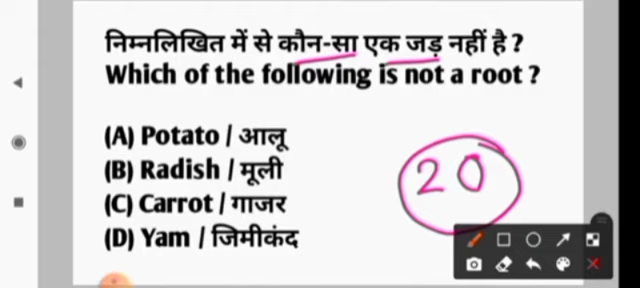 निम्नलिखित में से कौन-सा एक जड़ नहीं है ?
Which of the following is not a root ?
(A) Potato / आलू
(B) Radish / मूली
(C) Carrot / गाजर
(D) Yam / जिमीकंद
20